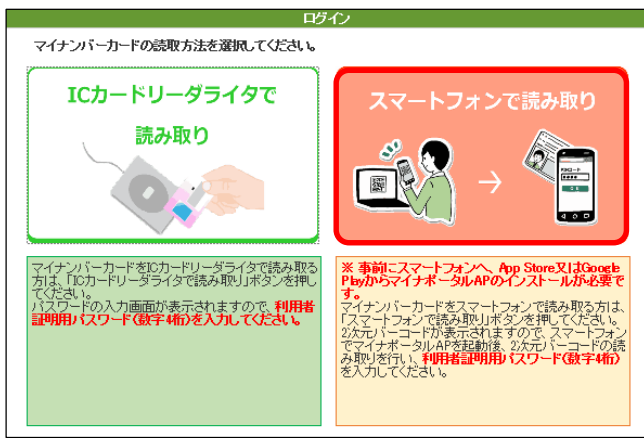 ログイン
マイナンバーカードの読取方法を選択してください。
ICカードリーダライタで
読み取り
スマートフォンで読み取り
マイナンバーカードをICカードリーダライタで読み取る
方は、「ICカードリーダライタで読み取り」ボタンを押し
てください。
パスワードの入力画面が表示されますので、利用者
証明用パスワード(数字4桁)を入力してください。
※ 事前にスマートフォンへ、App Store又はGoogle
PlayからマイナポータルAPのインストールが必要で
す。
マイナンバーカードをスマートフォンで読み取る方は、
「スマートフォンで読み取り」ボタンを押してください。
2次元バーコードが表示されますので、スマートフォン
でマイナポータルAPを起動後、2次元バーコードの読
み取りを行い、利用者証明用パスワード(数字4桁)
を入力してください。